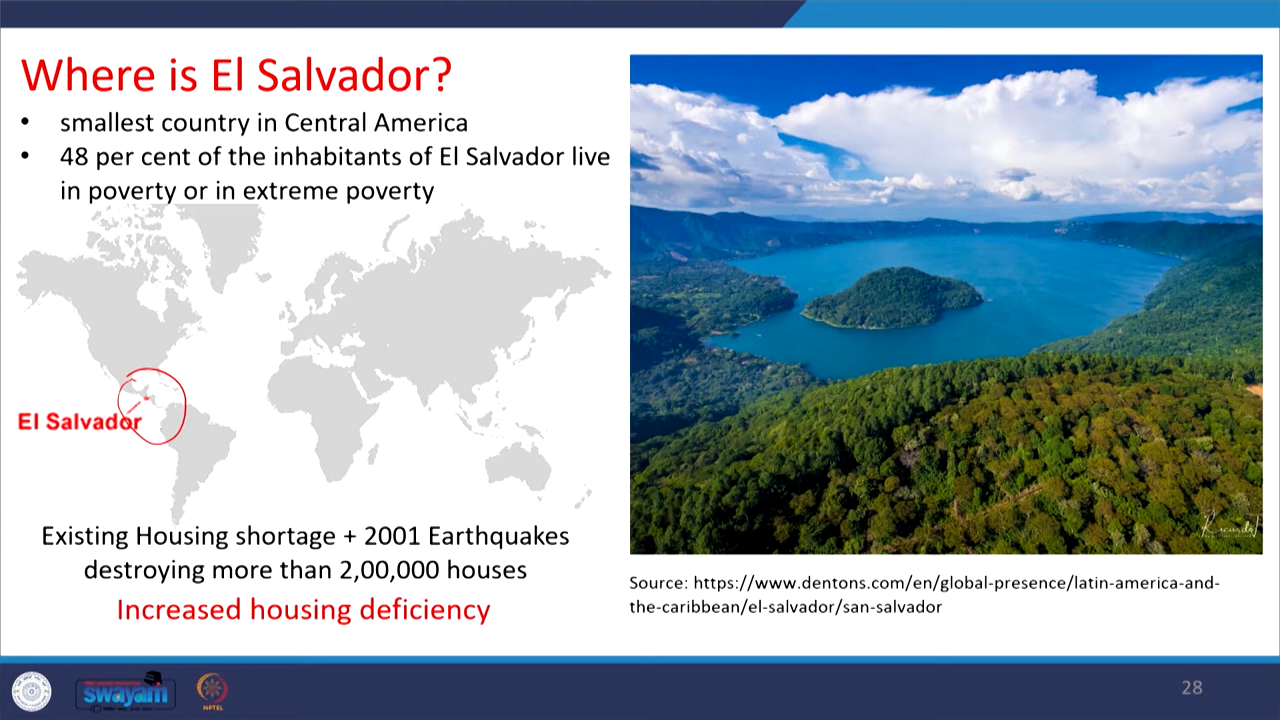 Where is El Salvador?
• smallest country in Central America
• 48 per cent of the inhabitants of El Salvador live
in poverty or in extreme poverty
El Salvador
Existing Housing shortage + 2001 Earthquakes
destroying more than 2,00,000 houses
Increased housing deficiency
Source: https://www.dentons.com/en/global-presence/latin-america-and-
the-caribbean/el-salvador/san-salvador
swayam
NPTEL
28